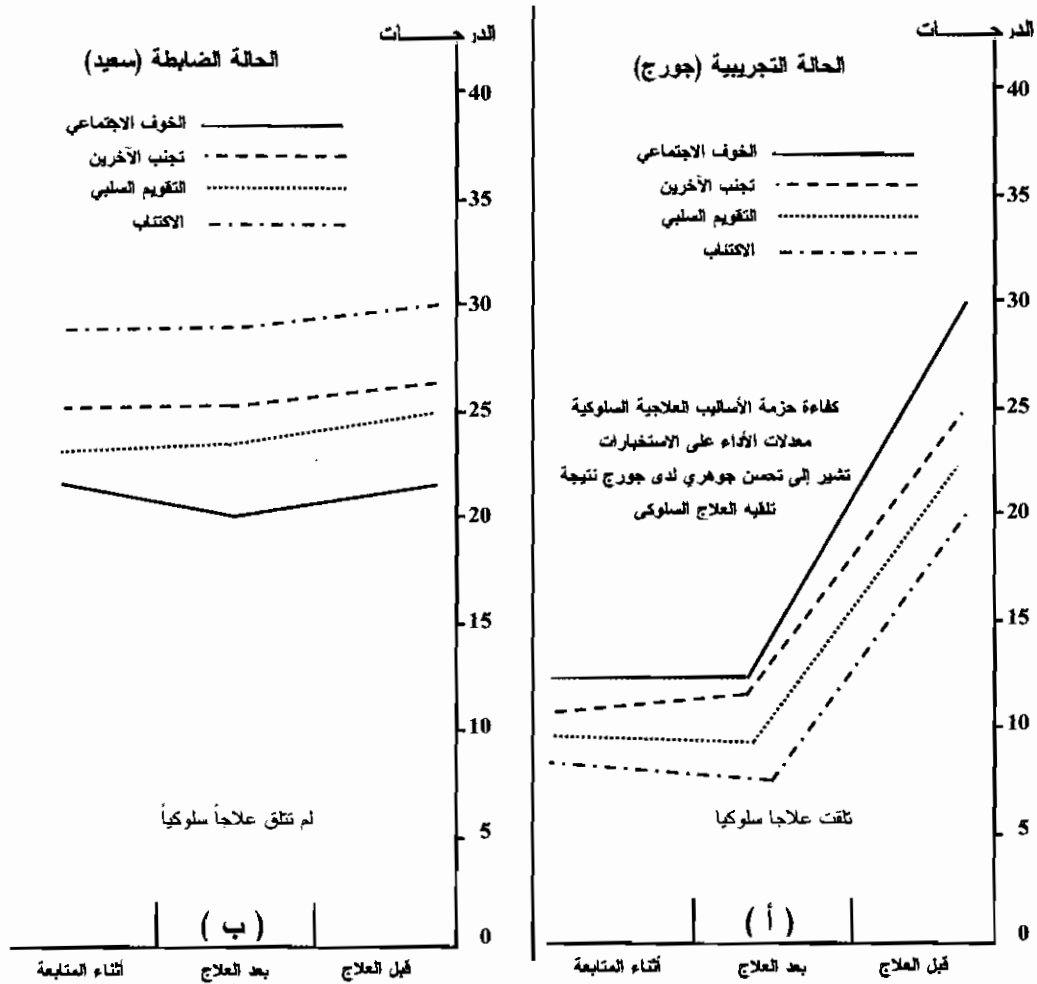 الدرجـــــات
الحالة التجريبية (جورج)
40
الخوف الاجتماعي
تجنب الآخرين
35
التقويم السلبي
الاكتئاب
30
كفاءة حزمة الأساليب العلاجية السلوكية
25
معدلات الأداء على الاستخبارات
تشير إلى تحسن جوهري لدى جورج نتيجة
تلقيه العلاج السلوكى
20
15
10
تلقت علاجا سلوكيا
5
( أ )
0
قبل العلاج
بعد العلاج
أثناء المتابعة
الدرجـــــات
الحالة الضابطة (سعيد)
40
الخوف الاجتماعي
تجنب الآخرين
35
التقويم السلبي
الاكتئاب
30
25
20
15
10
لم تتلق علاجاً سلوكياً
5
( ب )
0
قبل العلاج
بعد العلاج
أثناء المتابعة